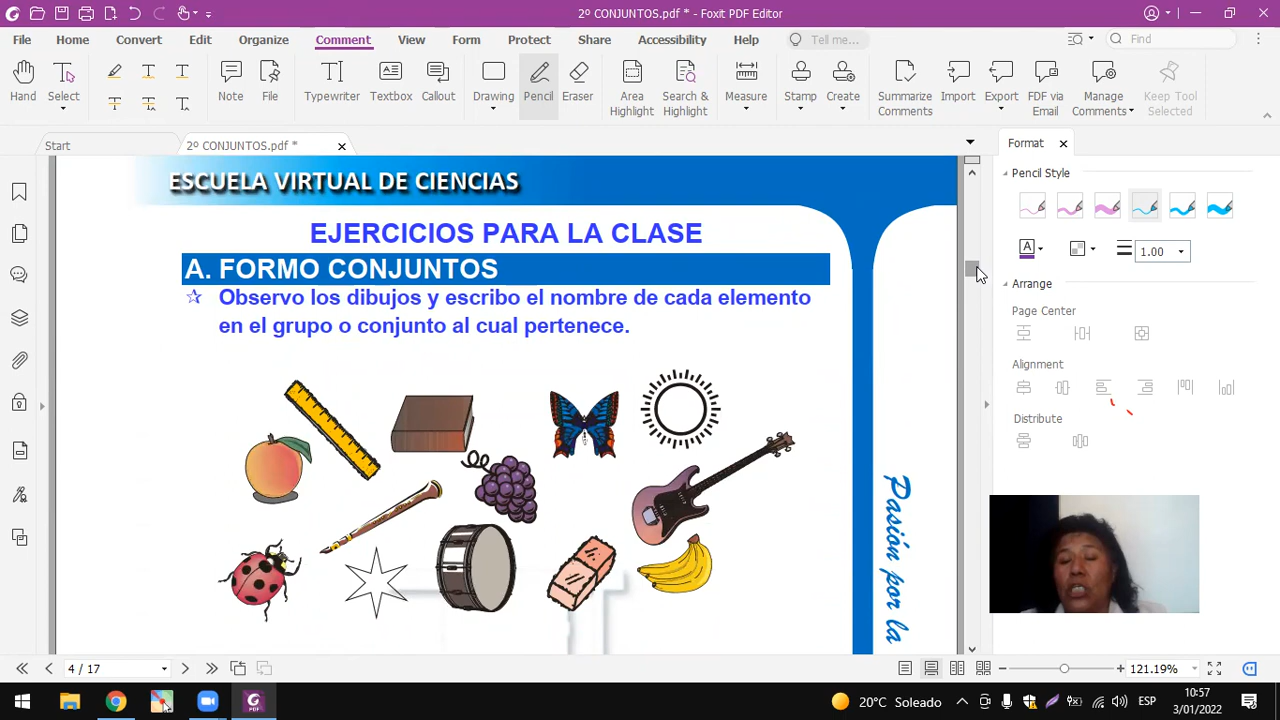 2º CONJUNTOS.pdf * - Foxit PDF Editor
File Home Convert Edit Organize Comment View Form Protect Share Accessibility Help Tell me... Find
Hand Select Note File Typewriter Textbox Callout Drawing Pencil Eraser Area Highlight Search & Highlight Measure Stamp Create Summarize Comments Import Export FDF via Email Manage Comments Keep Tool Selected
Start 2º CONJUNTOS.pdf *
Format
Pencil Style
A 1.00
Arrange
Page Center
Alignment
Distribute
ESCUELA VIRTUAL DE CIENCIAS
EJERCICIOS PARA LA CLASE
A. FORMO CONJUNTOS
☆ Observo los dibujos y escribo el nombre de cada elemento
en el grupo o conjunto al cual pertenece.
Pasión por la
4 / 17 121.19%
20°C Soleado ESP 10:57
3/01/2022